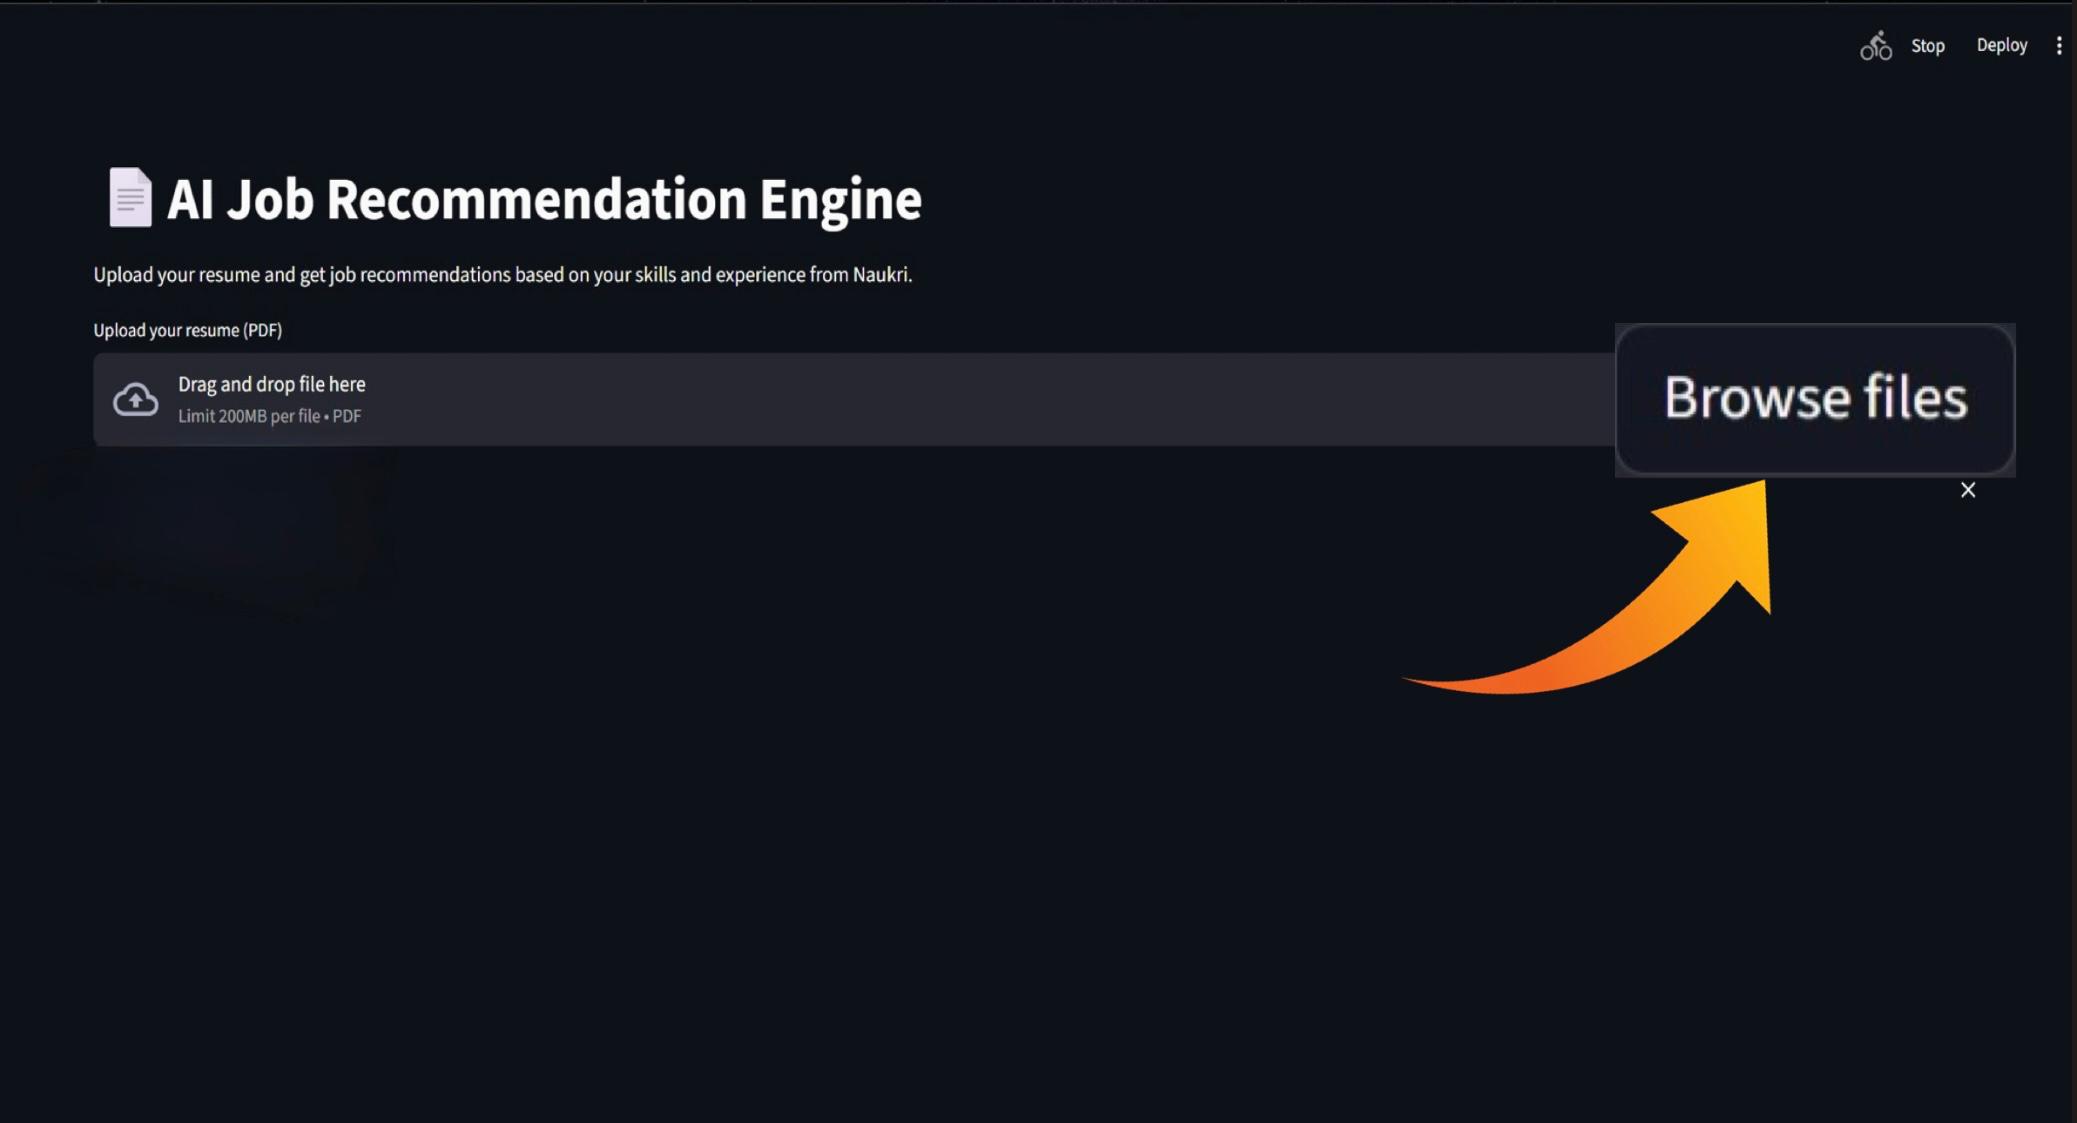 Stop Deploy
AI Job Recommendation Engine
Upload your resume and get job recommendations based on your skills and experience from Naukri.
Upload your resume (PDF)
Drag and drop file here
Limit 200MB per file • PDF
Browse files